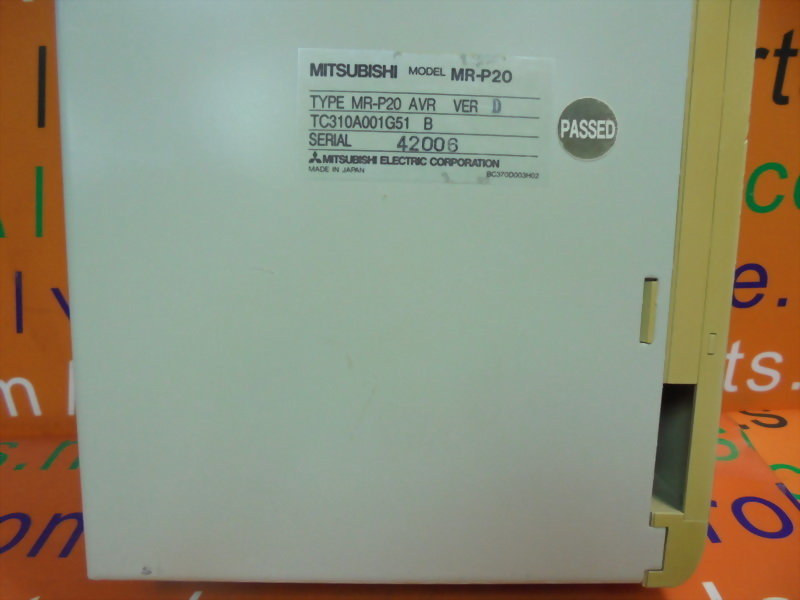 MITSUBISHI MODEL MR-P20
TYPE MR-P20 AVR VER D
TC310A001G51 B
SERIAL 42006
MITSUBISHI ELECTRIC CORPORATION
MADE IN JAPAN BC370D003H02
PASSED